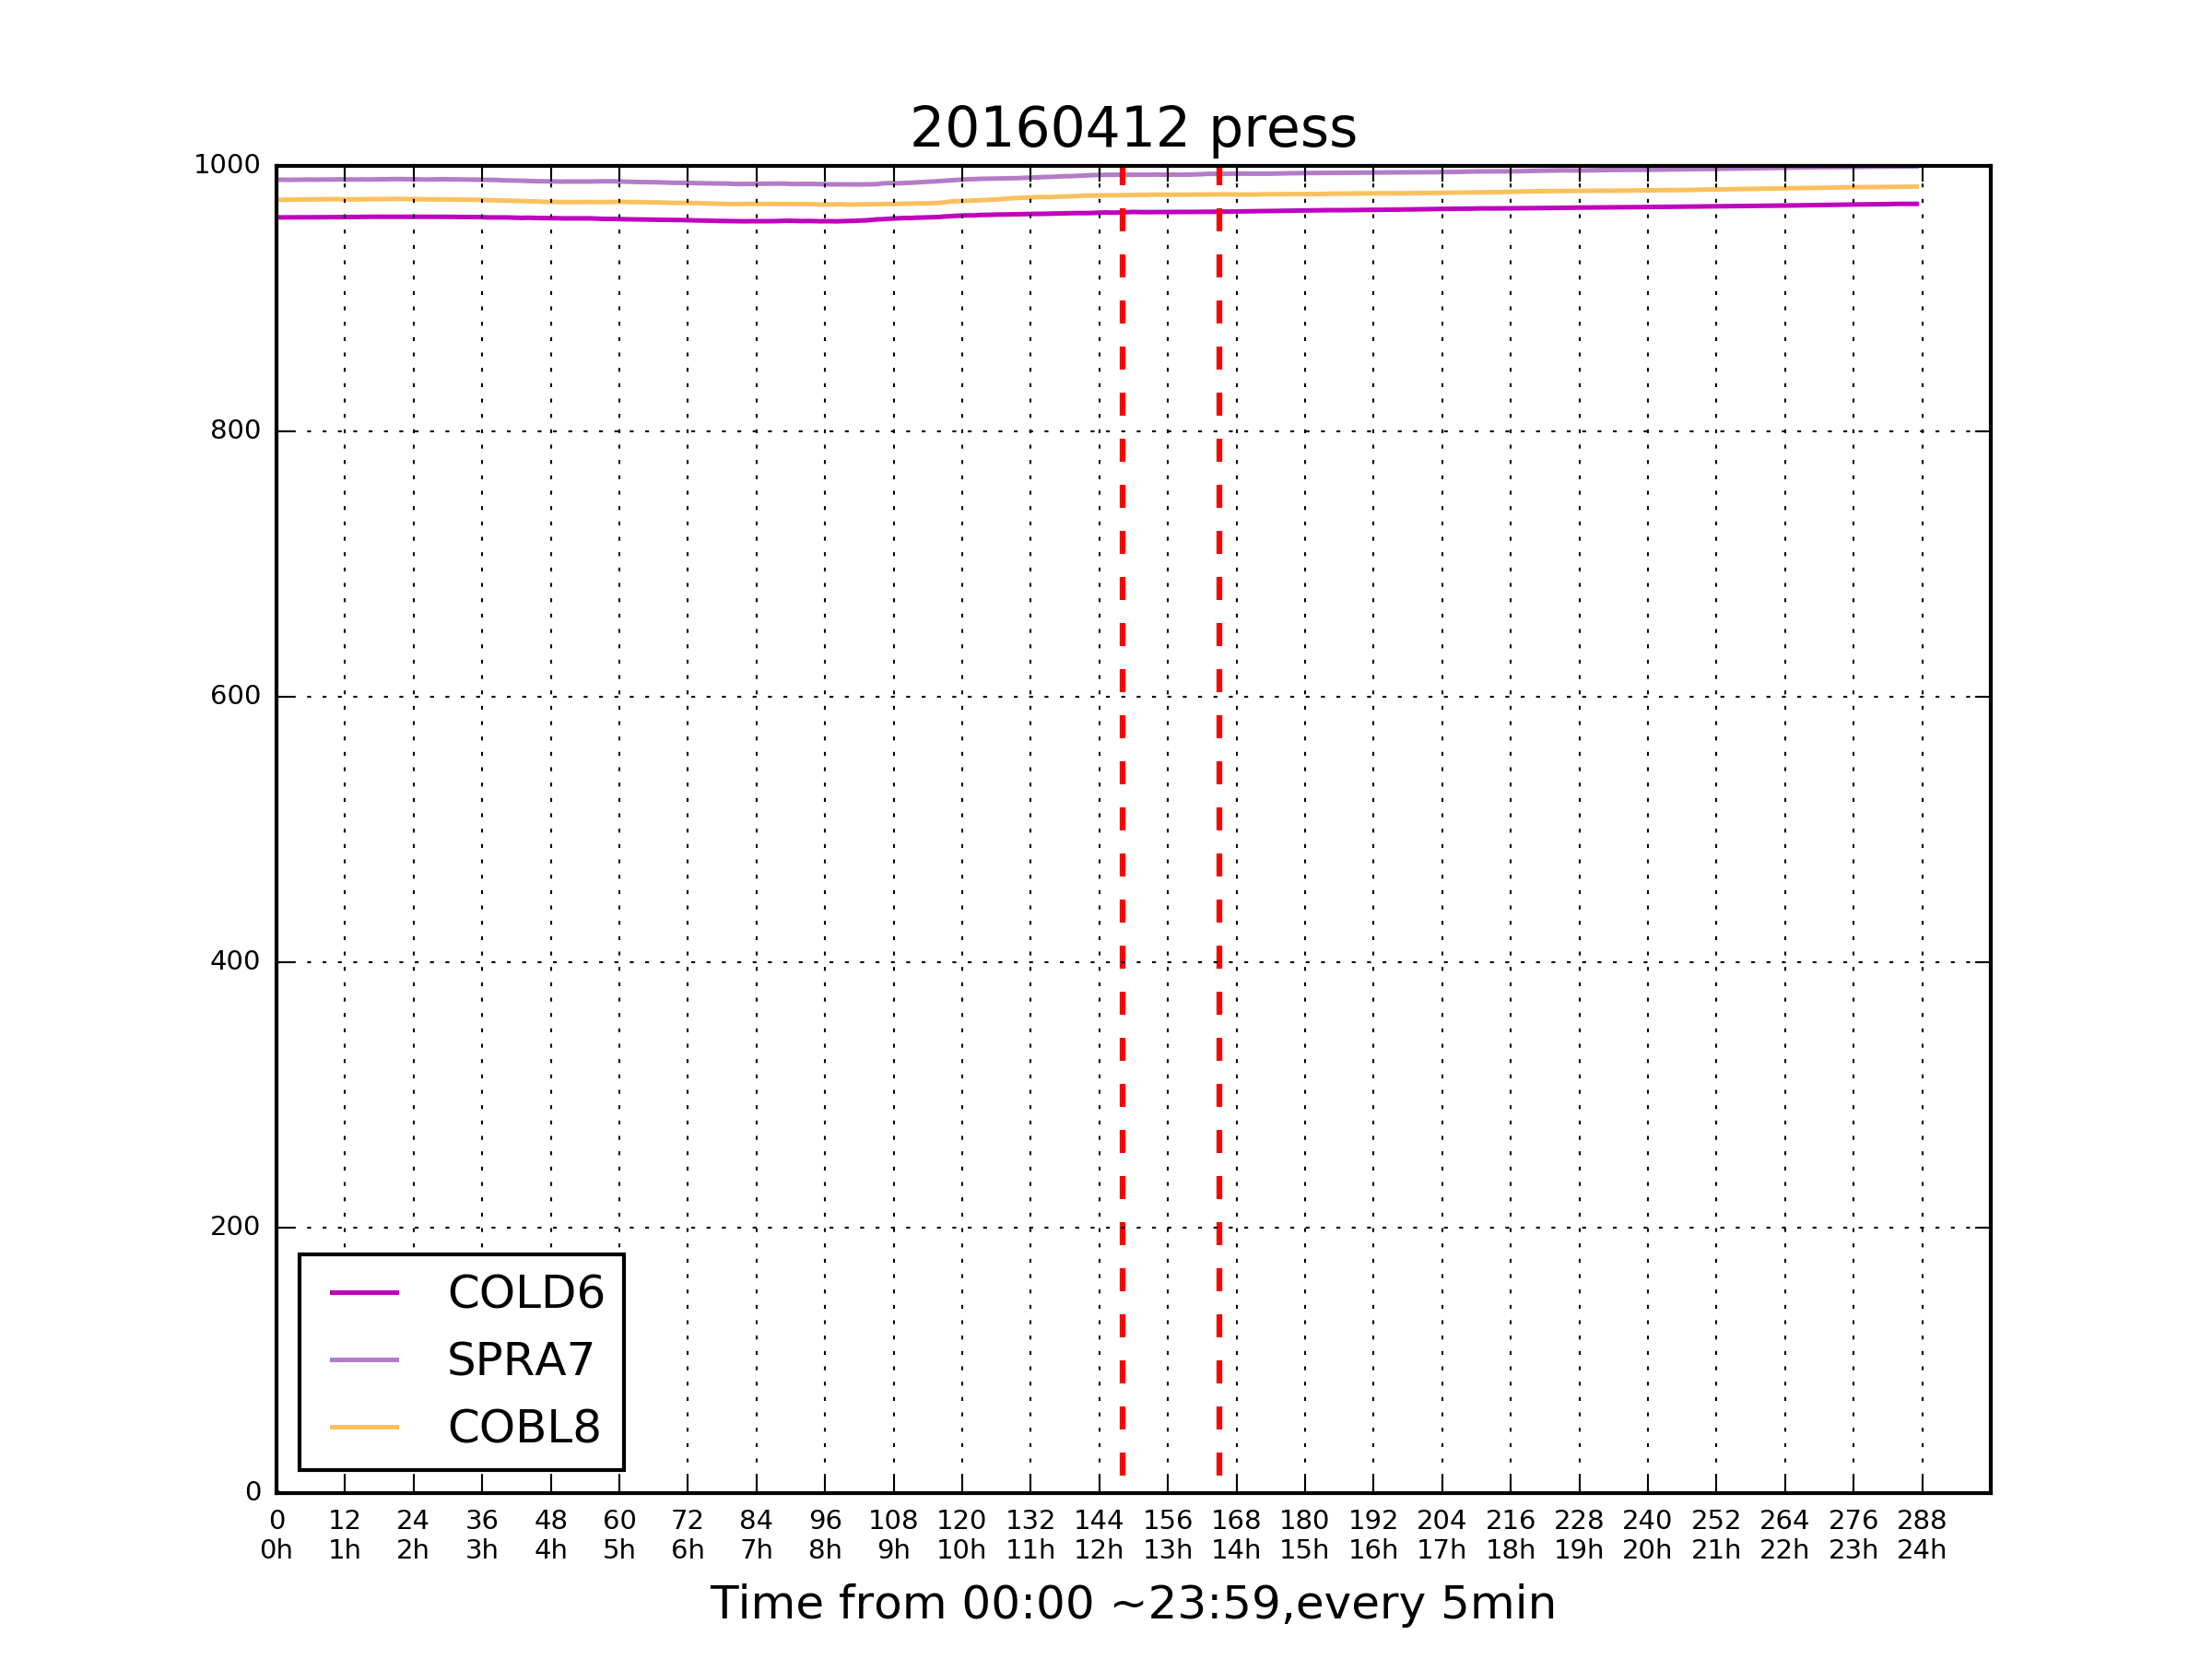 20160412 press
1000
800
600
400
200
0
COLD6
SPRA7
COBL8
0 12 24 36 48 60 72 84 96 108 120 132 144 156 168 180 192 204 216 228 240 252 264 276 288
0h 1h 2h 3h 4h 5h 6h 7h 8h 9h 10h 11h 12h 13h 14h 15h 16h 17h 18h 19h 20h 21h 22h 23h 24h
Time from 00:00 ~23:59,every 5min